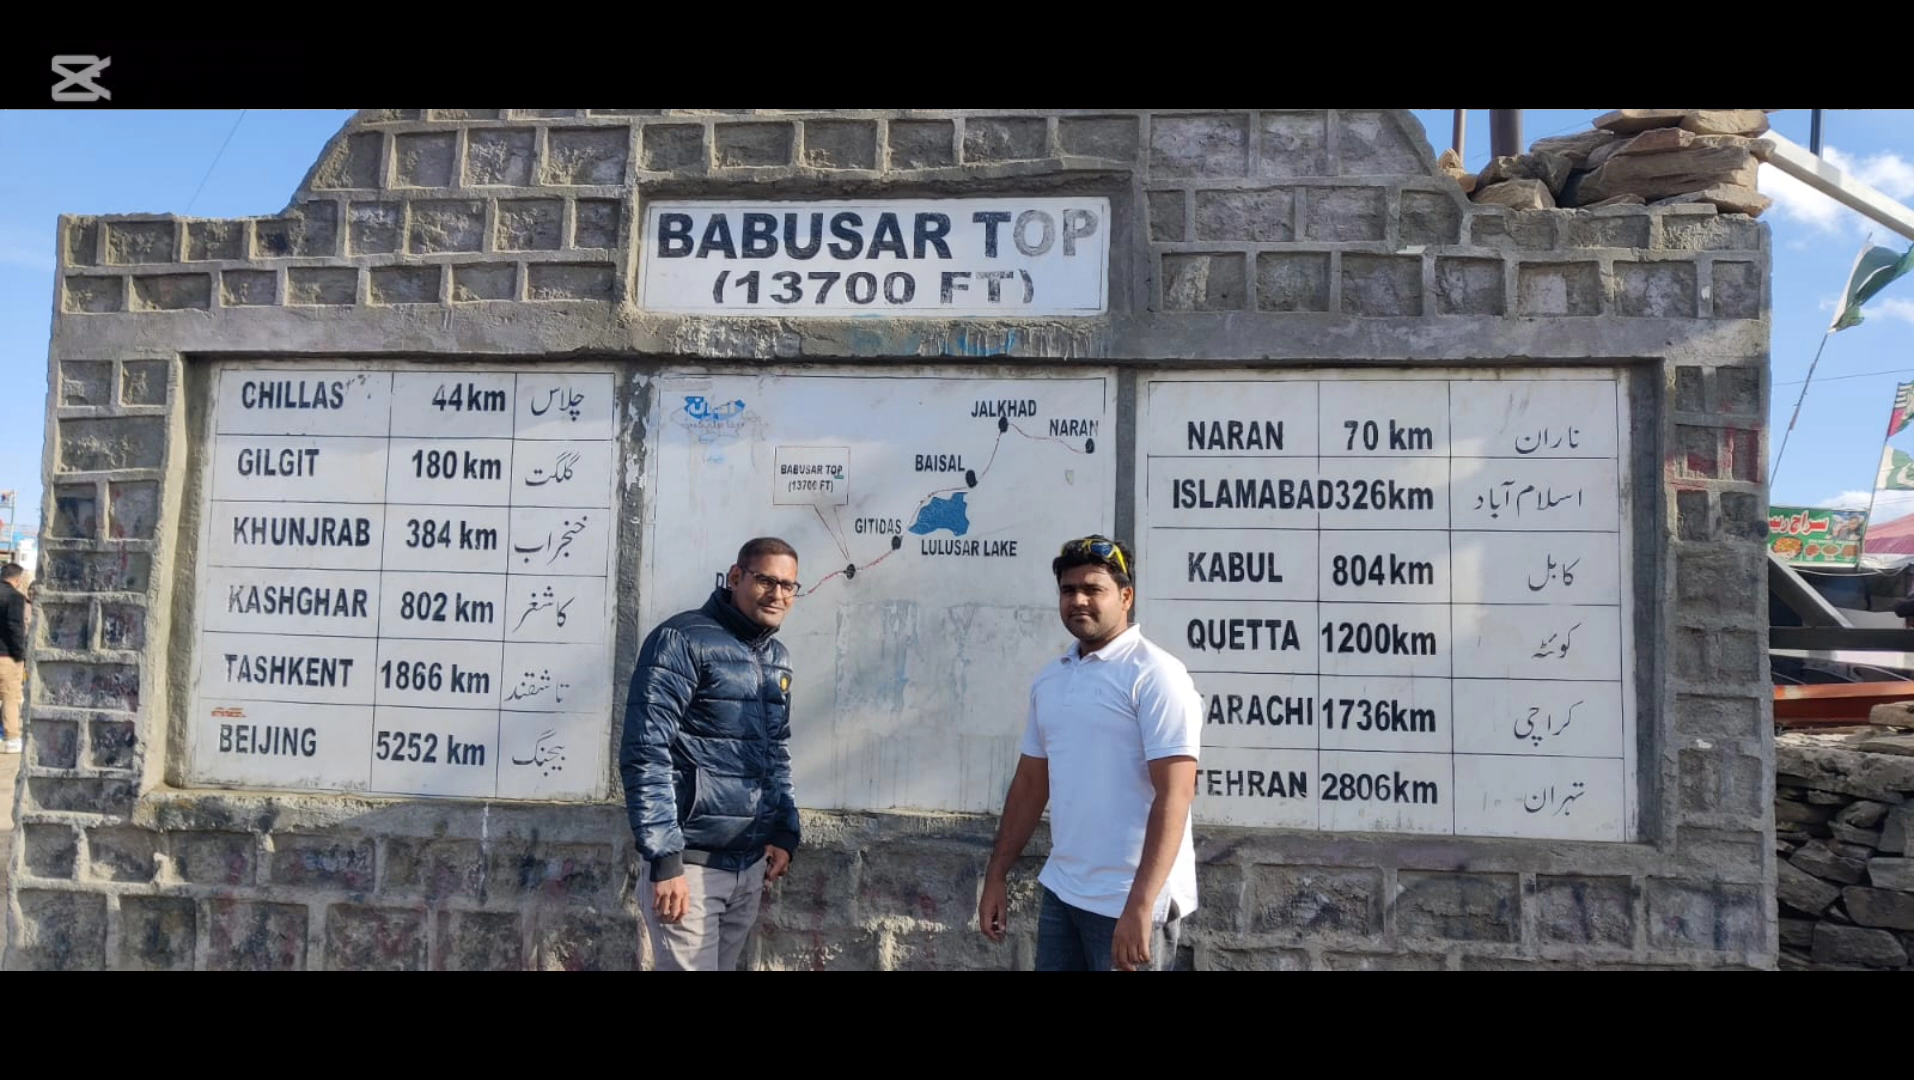 BABUSAR TOP
(13700 FT)
CHILLAS 44km چلاس
GILGIT 180 km گلگت
KHUNJRAB 384 km خنجراب
KASHGHAR 802 km کاشغر
TASHKENT 1866 km تاشقند
BEIJING 5252 km بیجنگ
JALKHAD
NARAN
BAISAL
BABUSAR TOP
(13700 FT)
GITIDAS
LULUSAR LAKE
NARAN 70 km ناران
ISLAMABAD 326km اسلام آباد
KABUL 804km کابل
QUETTA 1200km کوئٹہ
ARACHI 1736km کراچی
TEHRAN 2806km تہران